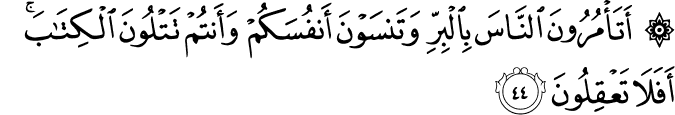 ۞ أَتَأْمُرُونَ ٱلنَّاسَ بِٱلْبِرِّ وَتَنسَوْنَ أَنفُسَكُمْ وَأَنتُمْ تَتْلُونَ ٱلْكِتَـٰبَ ۚ
أَفَلَا تَعْقِلُونَ ﴿٤٤﴾